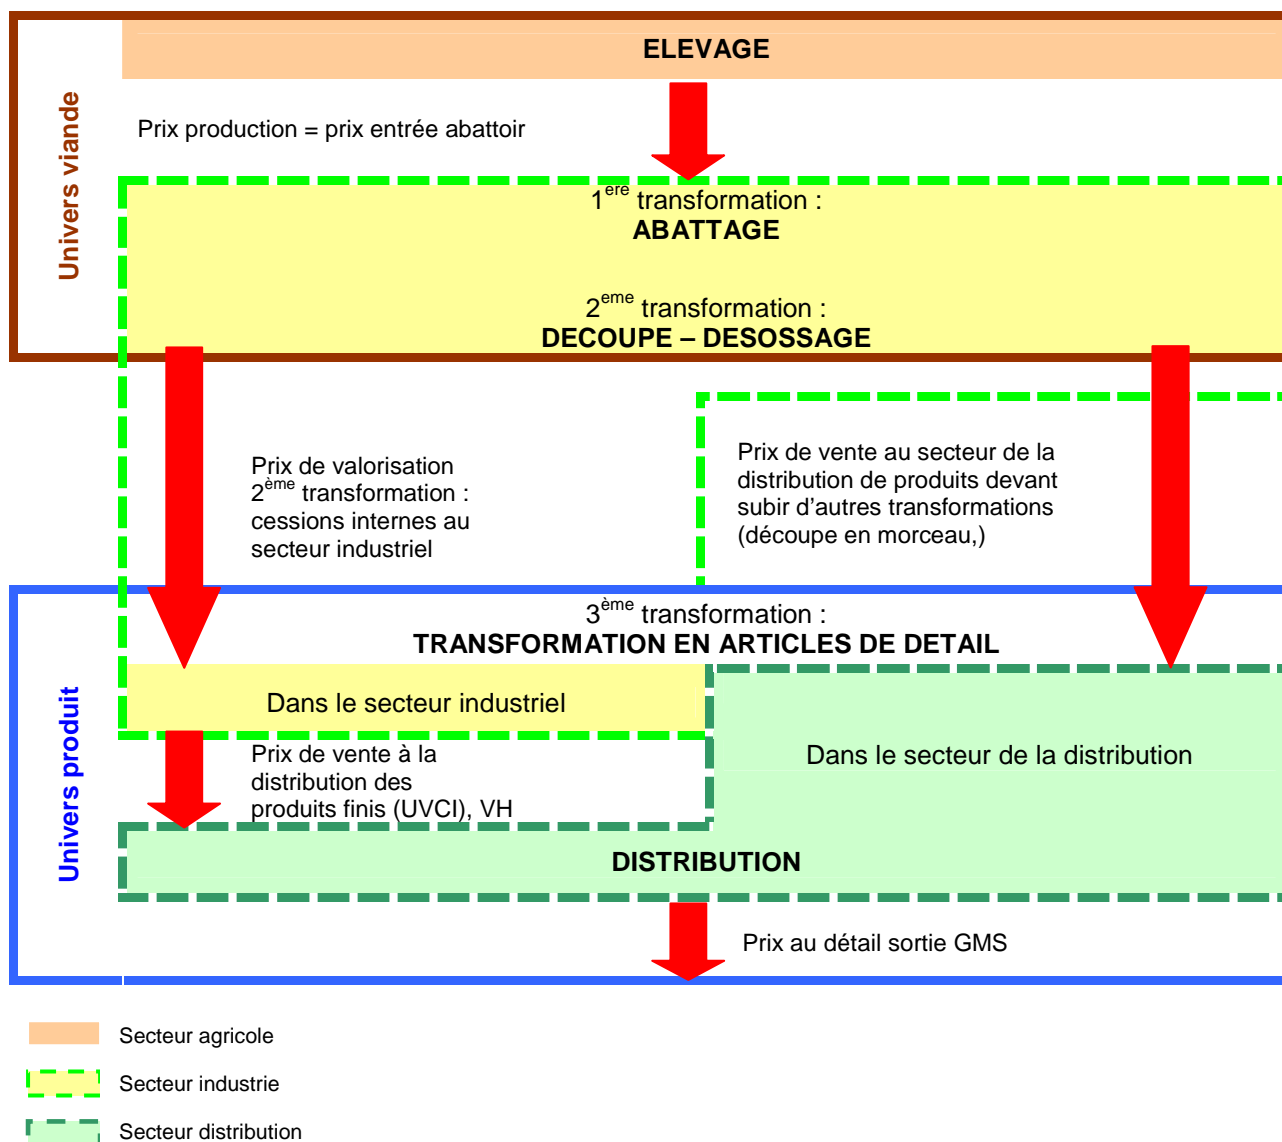 ELEVAGE
Univers viande
Prix production = prix entrée abattoir
1ere transformation :
ABATTAGE
2eme transformation :
DECOUPE – DESOSSAGE
Prix de valorisation
2ème transformation :
cessions internes au
secteur industriel
Prix de vente au secteur de la
distribution de produits devant
subir d’autres transformations
(découpe en morceau,)
Univers produit
3ème transformation :
TRANSFORMATION EN ARTICLES DE DETAIL
Dans le secteur industriel
Dans le secteur de la distribution
Prix de vente à la
distribution des
produits finis (UVCI), VH
DISTRIBUTION
Prix au détail sortie GMS
Secteur agricole
Secteur industrie
Secteur distribution